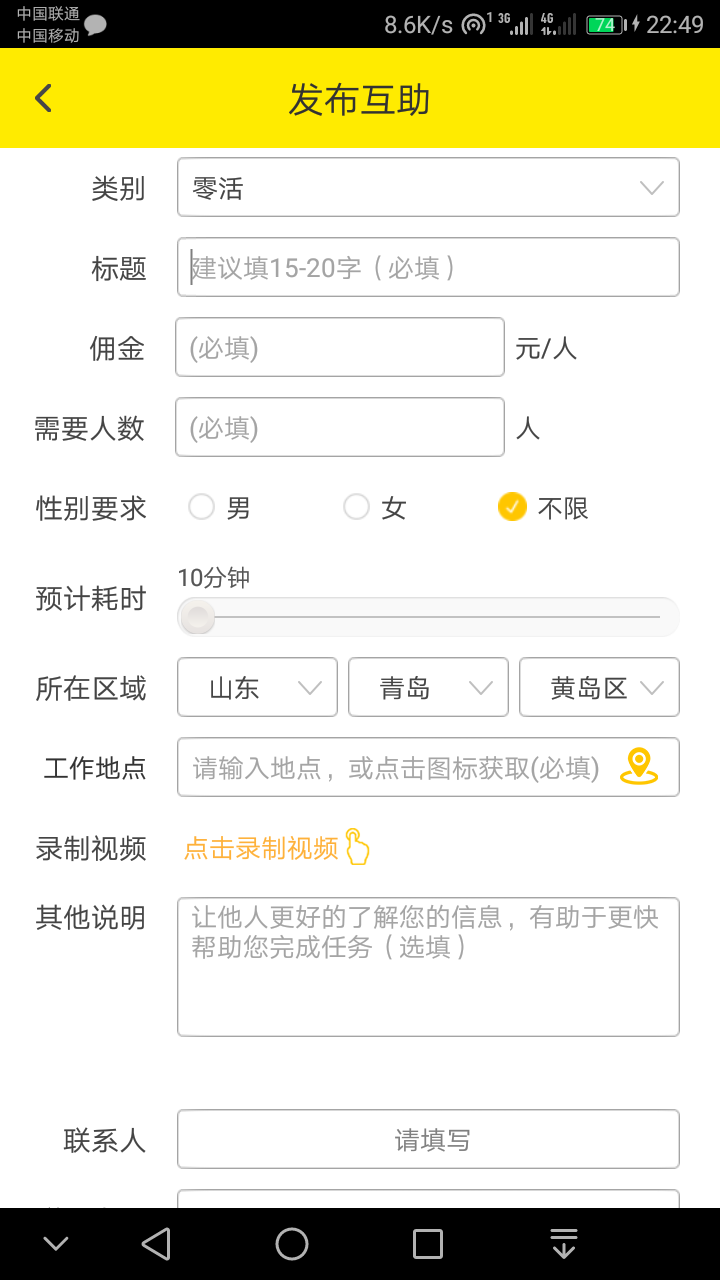 中国联通
中国移动
8.6K/s 1 3G 4G 74 22:49
发布互助
类别 零活
标题 建议填15-20字（必填）
佣金 (必填) 元/人
需要人数 (必填) 人
性别要求 男 女 不限
10分钟
预计耗时
所在区域 山东 青岛 黄岛区
工作地点 请输入地点，或点击图标获取(必填)
录制视频 点击录制视频
其他说明 让他人更好的了解您的信息，有助于更快
帮助您完成任务（选填）
联系人 请填写